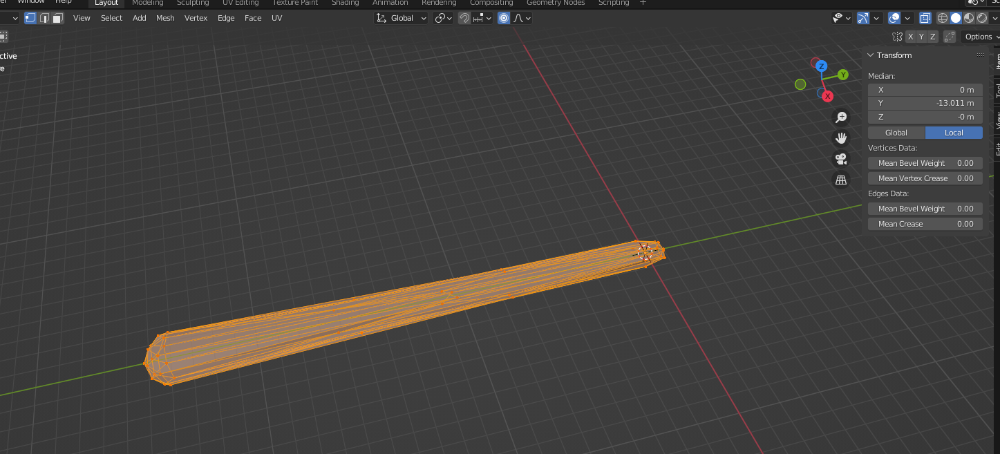 Window Help Layout Modeling Sculpting UV Editing Texture Paint Shading Animation Rendering Compositing Geometry Nodes Scripting +
View Select Add Mesh Vertex Edge Face UV Global
X Y Z Options
ctive
e
Transform
Median:
X 0 m
Y -13.011 m
Z -0 m
Global Local
Vertices Data:
Mean Bevel Weight 0.00
Mean Vertex Crease 0.00
Edges Data:
Mean Bevel Weight 0.00
Mean Crease 0.00
Z
Y
X
Item
Tool
View
Edit